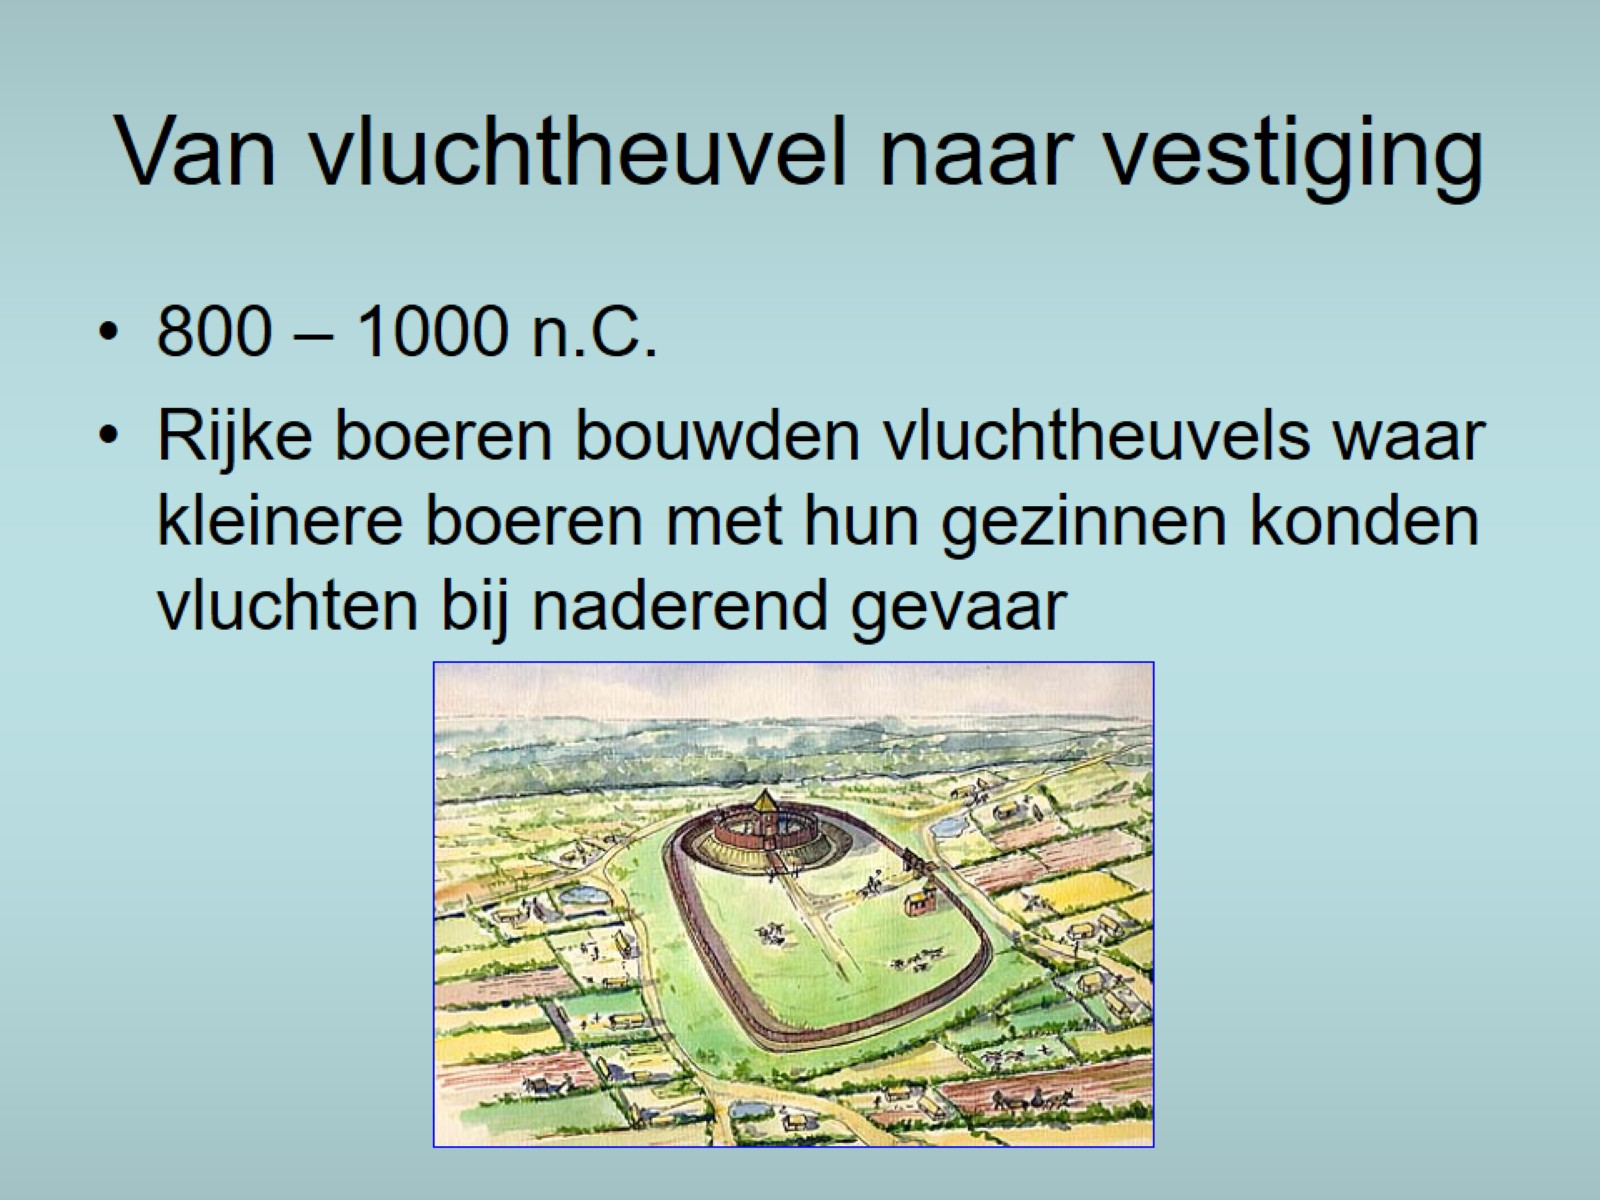 Van vluchtheuvel naar vestiging
• 800 – 1000 n.C.
• Rijke boeren bouwden vluchtheuvels waar
kleinere boeren met hun gezinnen konden
vluchten bij naderend gevaar